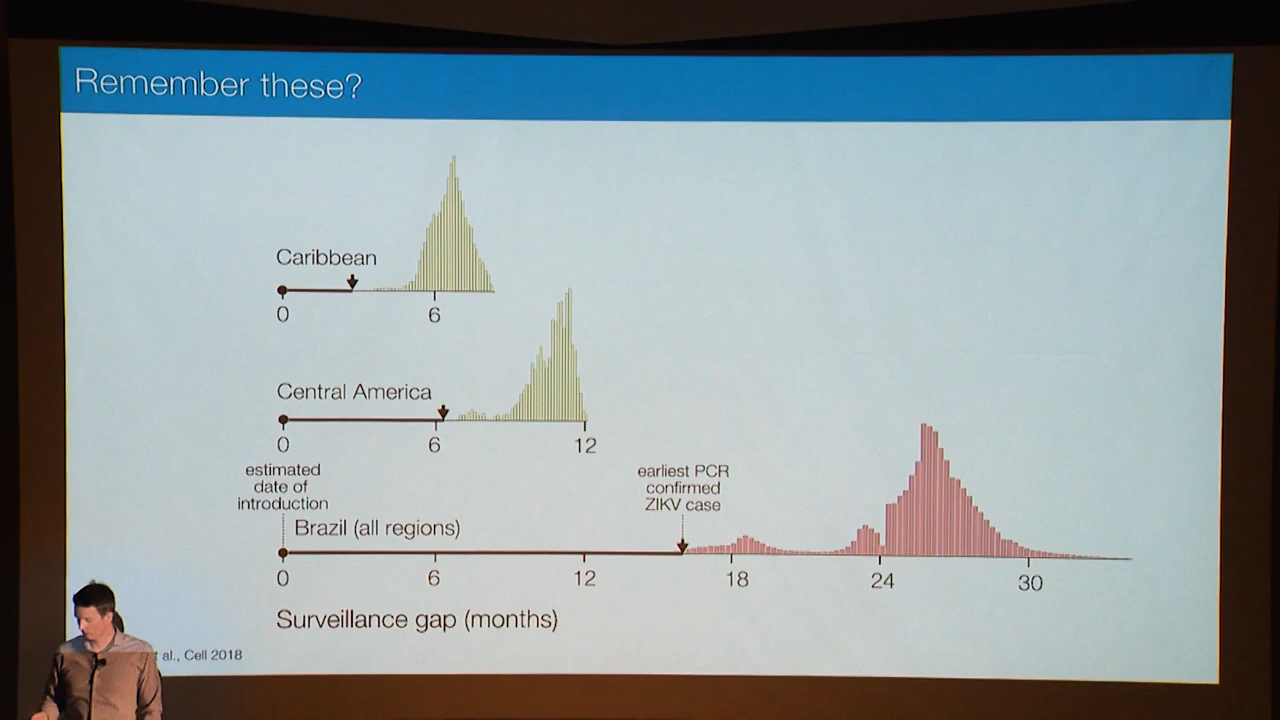 Remember these?
Caribbean
0 6
Central America
0 6 12
estimated
date of
introduction
earliest PCR
confirmed
ZIKV case
Brazil (all regions)
0 6 12 18 24 30
Surveillance gap (months)
al., Cell 2018